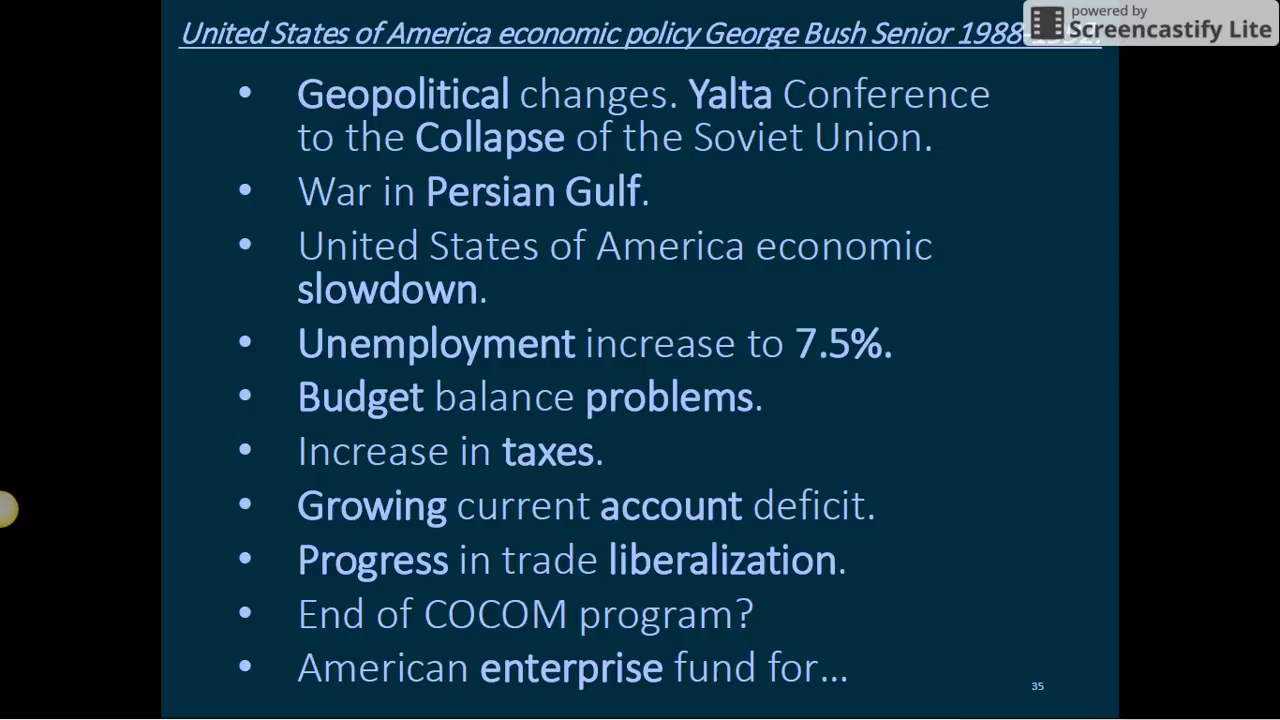 United States of America economic policy George Bush Senior 1988
powered by
Screencastify Lite
• Geopolitical changes. Yalta Conference
to the Collapse of the Soviet Union.
• War in Persian Gulf.
• United States of America economic
slowdown.
• Unemployment increase to 7.5%.
• Budget balance problems.
• Increase in taxes.
• Growing current account deficit.
• Progress in trade liberalization.
• End of COCOM program?
• American enterprise fund for...
35